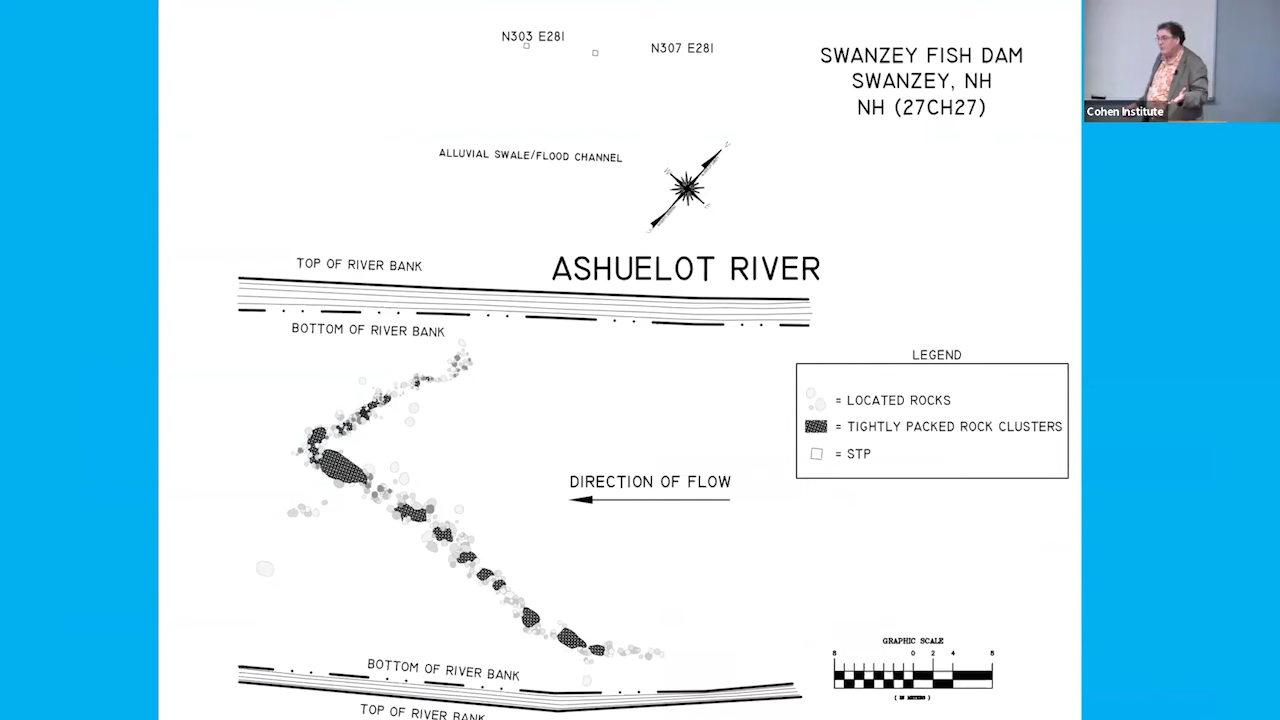 N303 E281
N307 E281
SWANZEY FISH DAM
SWANZEY, NH
NH (27CH27)
Cohen Institute
ALLUVIAL SWALE/FLOOD CHANNEL
TOP OF RIVER BANK
ASHUELOT RIVER
BOTTOM OF RIVER BANK
LEGEND
= LOCATED ROCKS
= TIGHTLY PACKED ROCK CLUSTERS
= STP
DIRECTION OF FLOW
GRAPHIC SCALE
8 0 2 4 8
( IN METERS )
BOTTOM OF RIVER BANK
TOP OF RIVER BANK